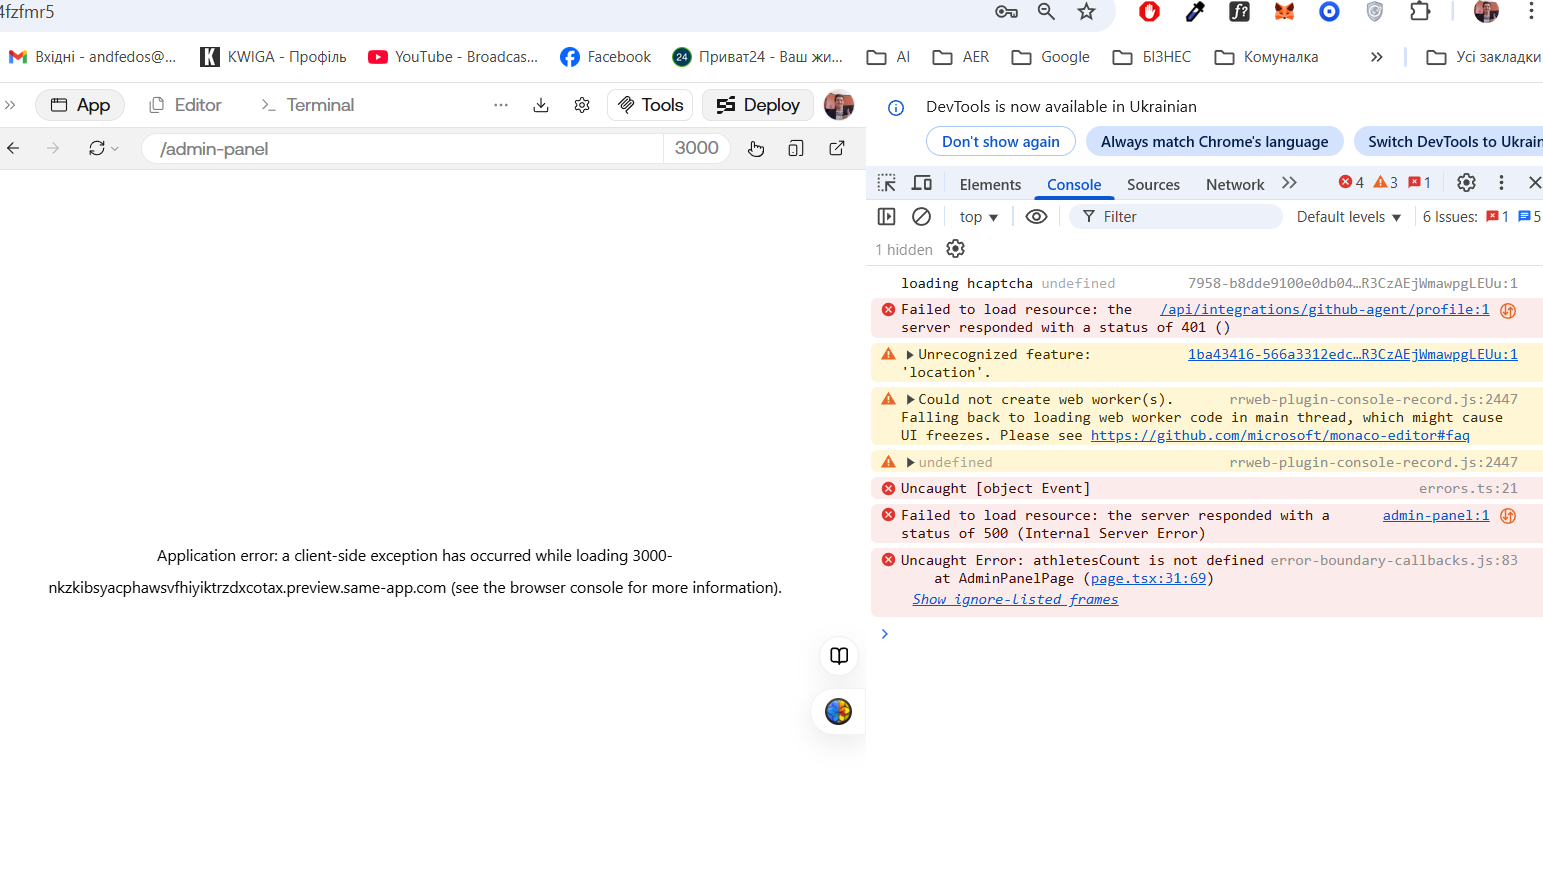 4fzfmr5
Вхідні - andfedos@...
KWIGA - Профіль
YouTube - Broadcas...
Facebook
24
Приват24 - Ваш жи...
AI
AER
Google
БІЗНЕС
Комуналка
Усі закладки
App
Editor
Terminal
Tools
Deploy
/admin-panel
3000
Application error: a client-side exception has occurred while loading 3000-
nkzkibsyacphawsvfhiyiktrzdxcotax.preview.same-app.com (see the browser console for more information).
DevTools is now available in Ukrainian
Don't show again
Always match Chrome's language
Switch DevTools to Ukrain
Elements
Console
Sources
Network
4
3
1
top
Filter
Default levels
6 Issues:
1
5
1 hidden
loading hcaptcha undefined 7958-b8dde9100e0db04…R3CzAEjWmawpgLEUu:1
Failed to load resource: the /api/integrations/github-agent/profile:1
server responded with a status of 401 ()
Unrecognized feature: 1ba43416-566a3312edc…R3CzAEjWmawpgLEUu:1
'location'.
Could not create web worker(s). rrweb-plugin-console-record.js:2447
Falling back to loading web worker code in main thread, which might cause
UI freezes. Please see https://github.com/microsoft/monaco-editor#faq
undefined rrweb-plugin-console-record.js:2447
Uncaught [object Event] errors.ts:21
Failed to load resource: the server responded with a admin-panel:1
status of 500 (Internal Server Error)
Uncaught Error: athletesCount is not defined error-boundary-callbacks.js:83
at AdminPanelPage (page.tsx:31:69)
Show ignore-listed frames